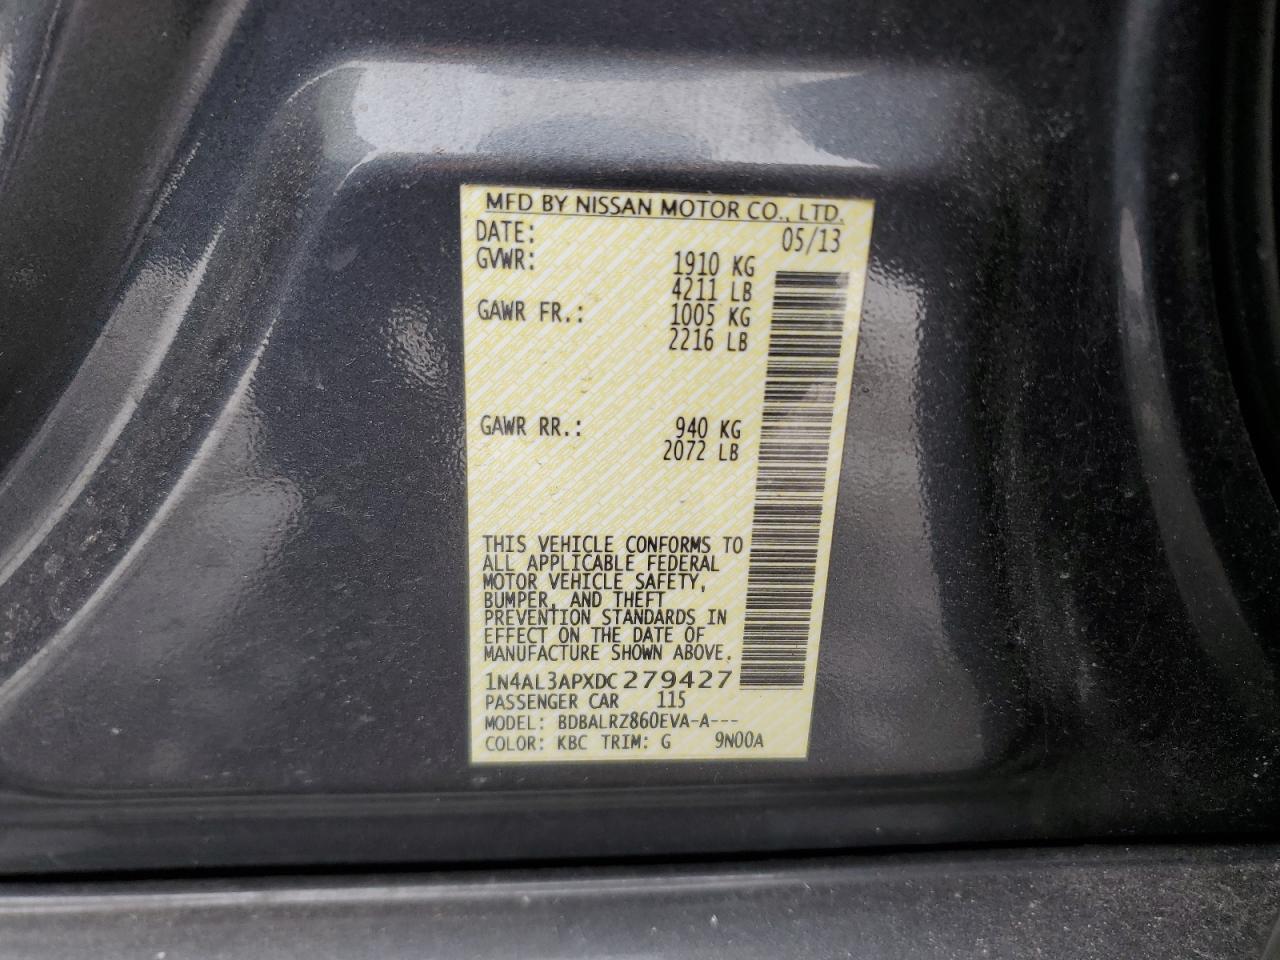 MFD BY NISSAN MOTOR CO., LTD.
DATE: 05/13
GVWR: 1910 KG
4211 LB
GAWR FR.: 1005 KG
2216 LB
GAWR RR.: 940 KG
2072 LB
THIS VEHICLE CONFORMS TO
ALL APPLICABLE FEDERAL
MOTOR VEHICLE SAFETY,
BUMPER, AND THEFT
PREVENTION STANDARDS IN
EFFECT ON THE DATE OF
MANUFACTURE SHOWN ABOVE.
1N4AL3APXDC279427
PASSENGER CAR 115
MODEL: BDBALRZ860EVA-A---
COLOR: KBC TRIM: G 9N00A